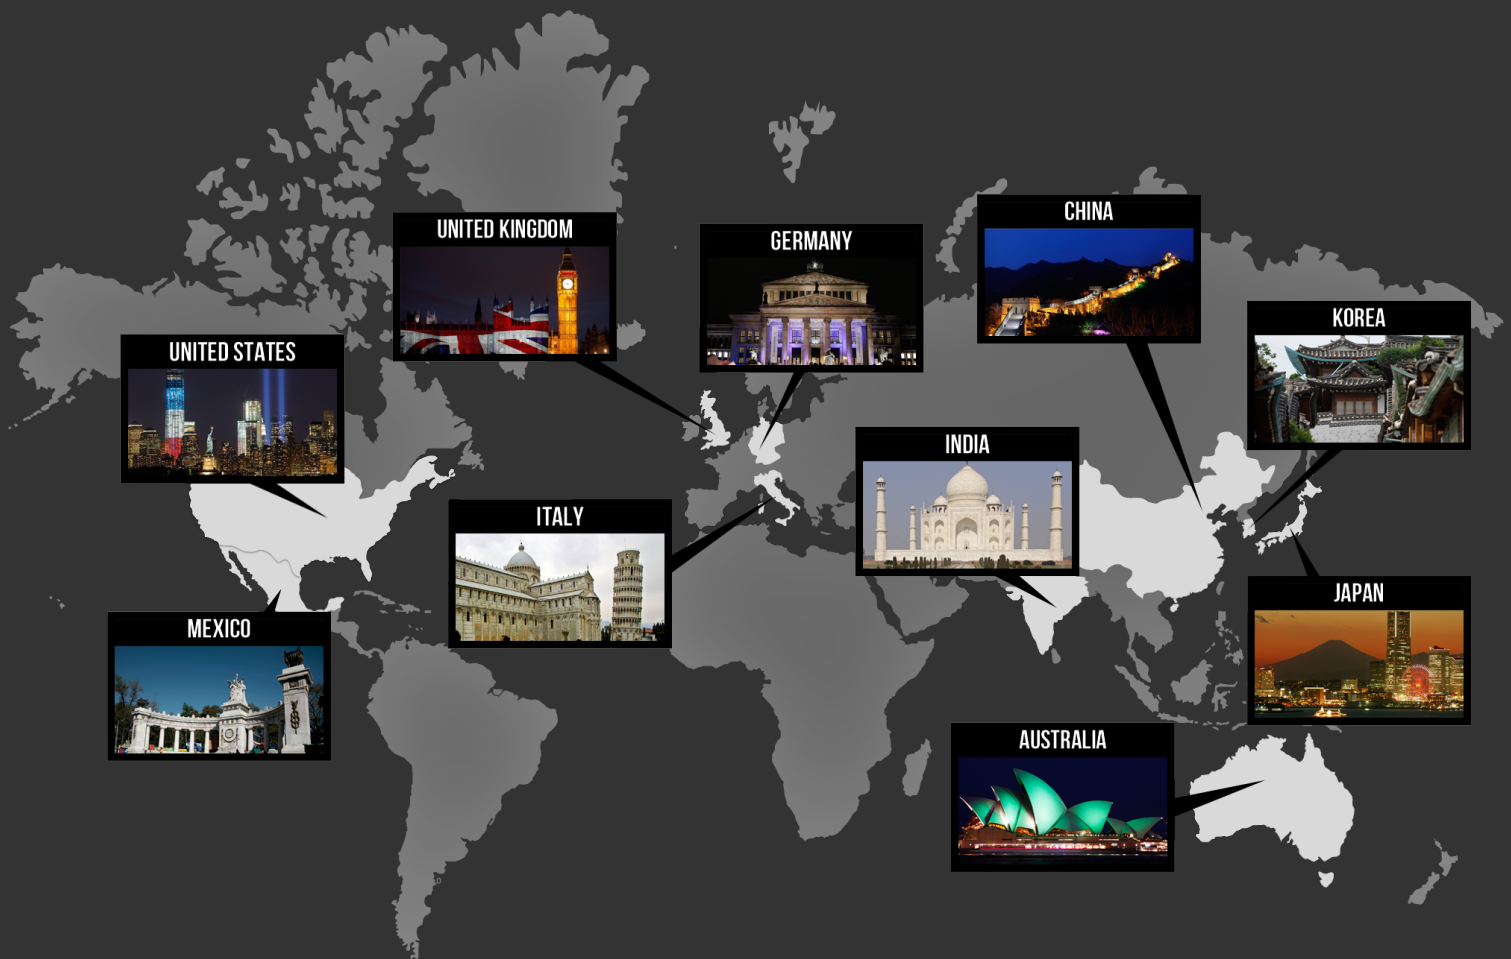 CHINA
UNITED KINGDOM
GERMANY
KOREA
UNITED STATES
INDIA
ITALY
JAPAN
MEXICO
AUSTRALIA